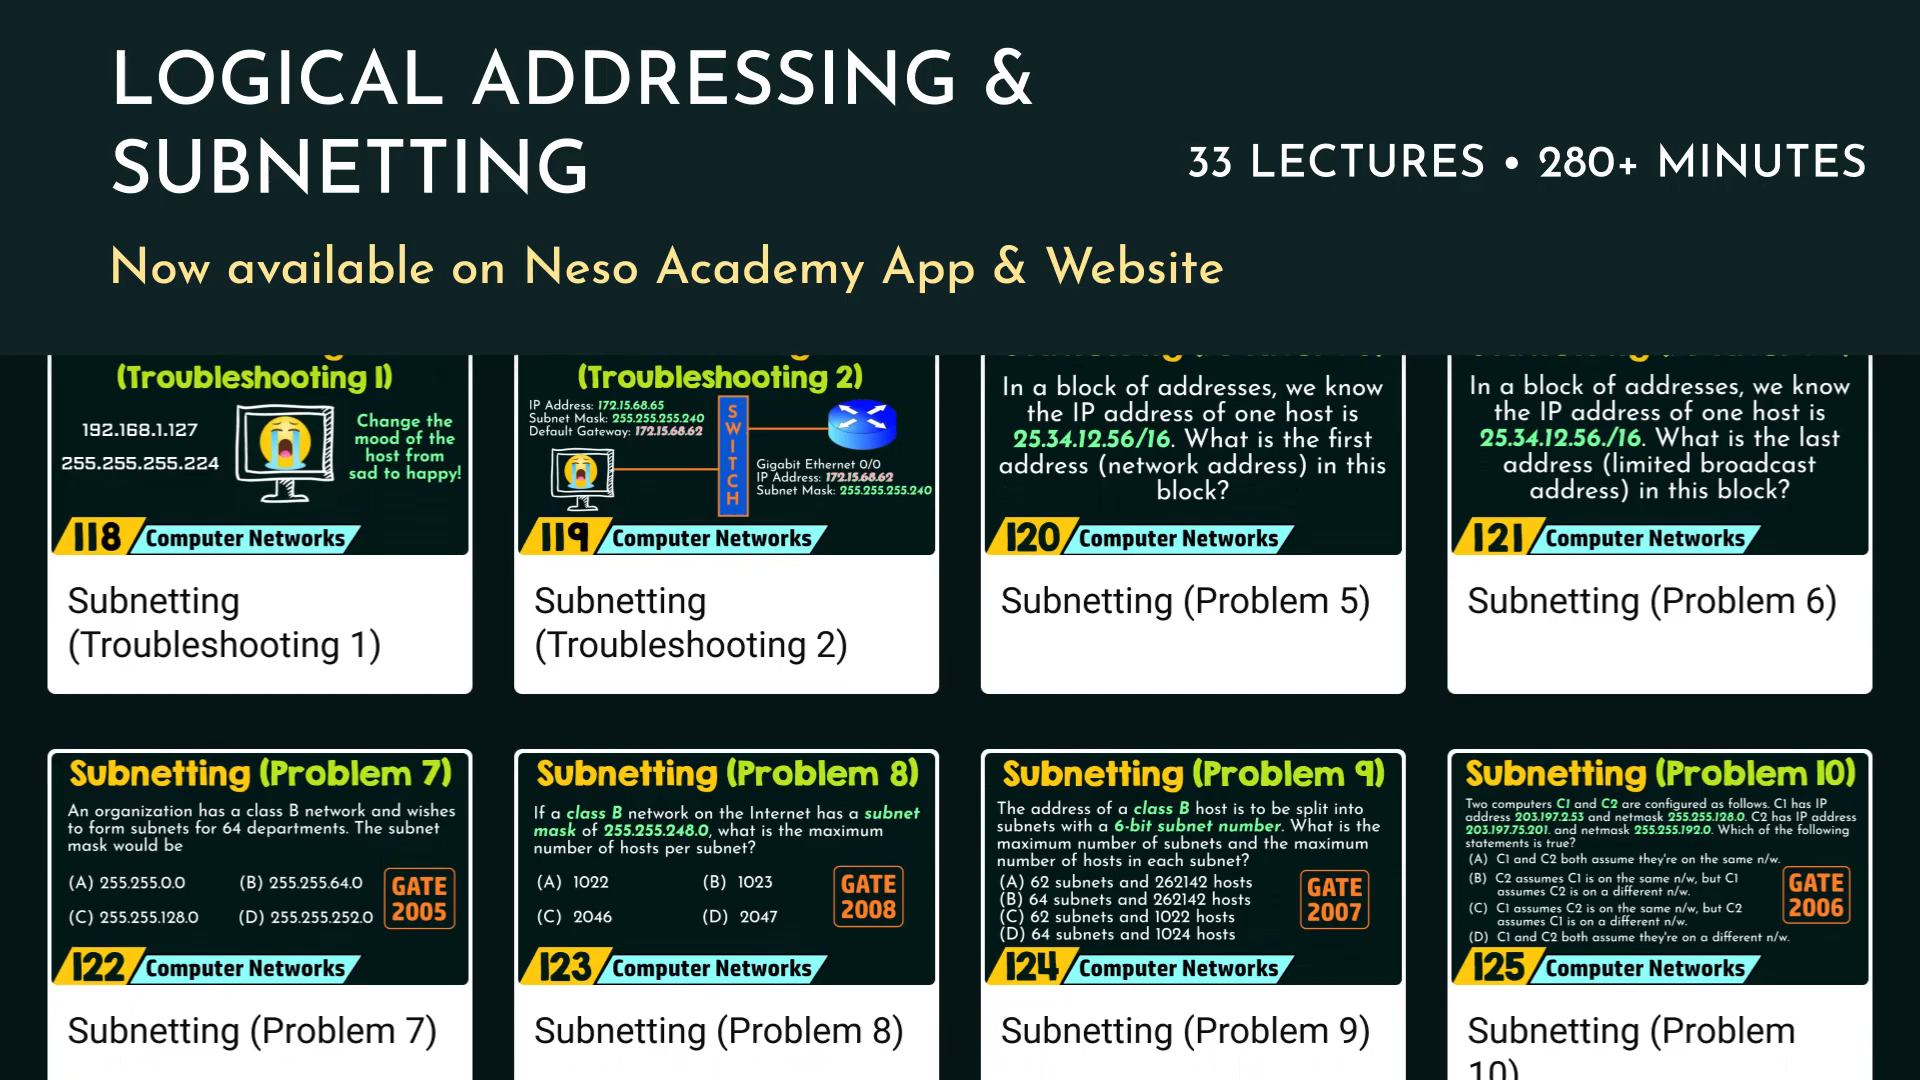 LOGICAL ADDRESSING &
SUBNETTING
33 LECTURES • 280+ MINUTES
Now available on Neso Academy App & Website
(Troubleshooting 1)
192.168.1.127
255.255.255.224
Change the
mood of the
host from
sad to happy!
118
Computer Networks
Subnetting
(Troubleshooting 1)
(Troubleshooting 2)
IP Address: 172.15.68.65
Subnet Mask: 255.255.255.240
Default Gateway: 172.15.68.62
SWITCH
Gigabit Ethernet 0/0
IP Address: 172.15.68.62
Subnet Mask: 255.255.255.240
119
Computer Networks
Subnetting
(Troubleshooting 2)
In a block of addresses, we know
the IP address of one host is
25.34.12.56/16. What is the first
address (network address) in this
block?
120
Computer Networks
Subnetting (Problem 5)
In a block of addresses, we know
the IP address of one host is
25.34.12.56./16. What is the last
address (limited broadcast
address) in this block?
121
Computer Networks
Subnetting (Problem 6)
Subnetting (Problem 7)
An organization has a class B network and wishes
to form subnets for 64 departments. The subnet
mask would be
(A) 255.255.0.0
(B) 255.255.64.0
(C) 255.255.128.0
(D) 255.255.252.0
GATE
2005
122
Computer Networks
Subnetting (Problem 7)
Subnetting (Problem 8)
If a class B network on the Internet has a subnet
mask of 255.255.248.0, what is the maximum
number of hosts per subnet?
(A) 1022
(B) 1023
(C) 2046
(D) 2047
GATE
2008
123
Computer Networks
Subnetting (Problem 8)
Subnetting (Problem 9)
The address of a class B host is to be split into
subnets with a 6-bit subnet number. What is the
maximum number of subnets and the maximum
number of hosts in each subnet?
(A) 62 subnets and 262142 hosts
(B) 64 subnets and 262142 hosts
(C) 62 subnets and 1022 hosts
(D) 64 subnets and 1024 hosts
GATE
2007
124
Computer Networks
Subnetting (Problem 9)
Subnetting (Problem 10)
Two computers C1 and C2 are configured as follows. C1 has IP
address 203.197.2.53 and netmask 255.255.128.0. C2 has IP address
203.197.75.201. and netmask 255.255.192.0. Which of the following
statements is true?
(A) C1 and C2 both assume they're on the same n/w.
(B) C2 assumes C1 is on the same n/w, but C1
assumes C2 is on a different n/w.
(C) C1 assumes C2 is on the same n/w, but C2
assumes C1 is on a different n/w.
(D) C1 and C2 both assume they're on a different n/w.
GATE
2006
125
Computer Networks
Subnetting (Problem
10)